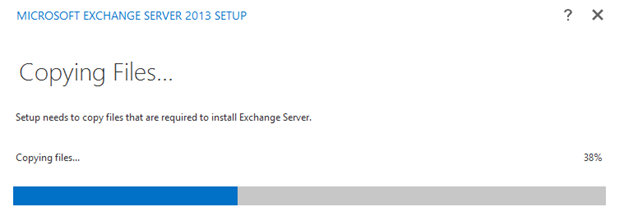 MICROSOFT EXCHANGE SERVER 2013 SETUP ?
Copying Files...
Setup needs to copy files that are required to install Exchange Server.
Copying files... 38%